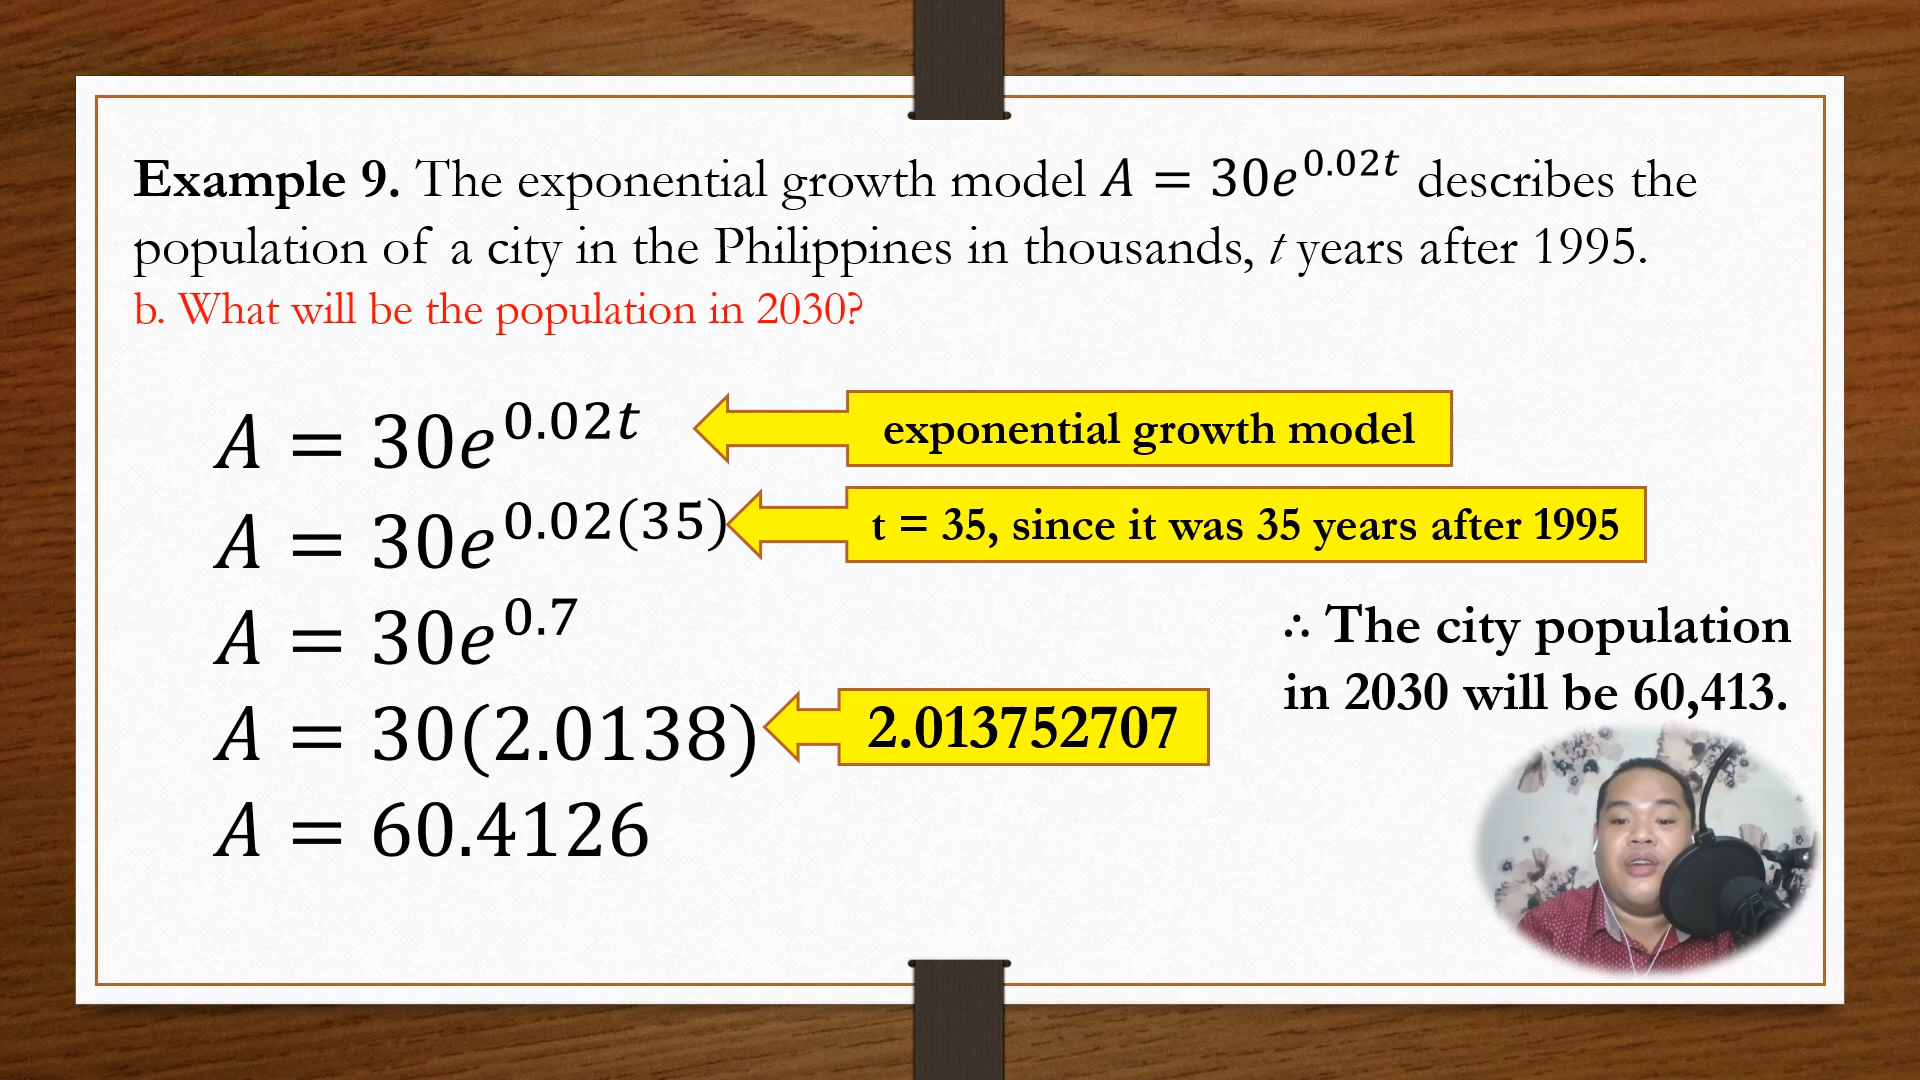 Example 9. The exponential growth model A = 30e^{0.02t} describes the
population of a city in the Philippines in thousands, t years after 1995.
b. What will be the population in 2030?
A = 30e^{0.02t}
exponential growth model
A = 30e^{0.02(35)}
t = 35, since it was 35 years after 1995
A = 30e^{0.7}
∴ The city population
in 2030 will be 60,413.
A = 30(2.0138)
2.013752707
A = 60.4126